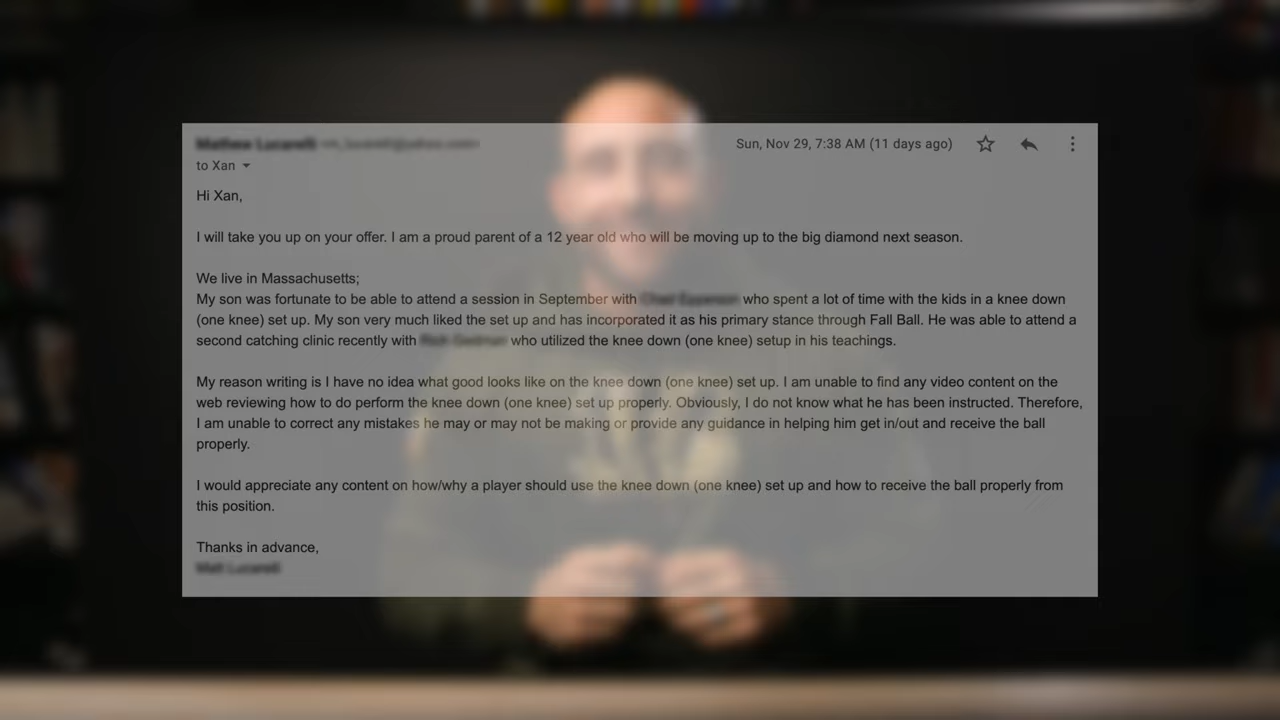 Sun, Nov 29, 7:38 AM (11 days ago)
to Xan
Hi Xan,
I will take you up on your offer. I am a proud parent of a 12 year old who will be moving up to the big diamond next season.
We live in Massachusetts;
My son was fortunate to be able to attend a session in September with who spent a lot of time with the kids in a knee down
(one knee) set up. My son very much liked the set up and has incorporated it as his primary stance through Fall Ball. He was able to attend a
second catching clinic recently with who utilized the knee down (one knee) setup in his teachings.
My reason writing is I have no idea what good looks like on the knee down (one knee) set up. I am unable to find any video content on the
web reviewing how to do perform the knee down (one knee) set up properly. Obviously, I do not know what he has been instructed. Therefore,
I am unable to correct any mistakes he may or may not be making or provide any guidance in helping him get in/out and receive the ball
properly.
I would appreciate any content on how/why a player should use the knee down (one knee) set up and how to receive the ball properly from
this position.
Thanks in advance,